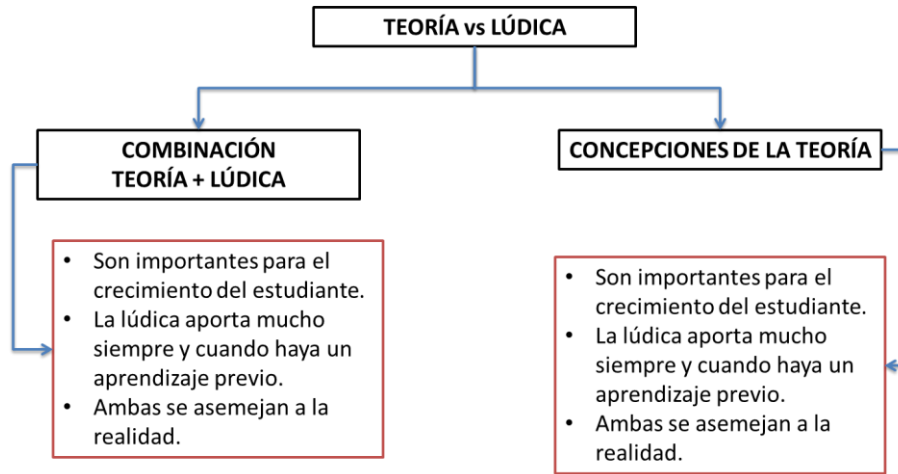 TEORÍA vs LÚDICA
COMBINACIÓN
TEORÍA + LÚDICA
• Son importantes para el
crecimiento del estudiante.
• La lúdica aporta mucho
siempre y cuando haya un
aprendizaje previo.
• Ambas se asemejan a la
realidad.
CONCEPCIONES DE LA TEORÍA
• Son importantes para el
crecimiento del estudiante.
• La lúdica aporta mucho
siempre y cuando haya un
aprendizaje previo.
• Ambas se asemejan a la
realidad.